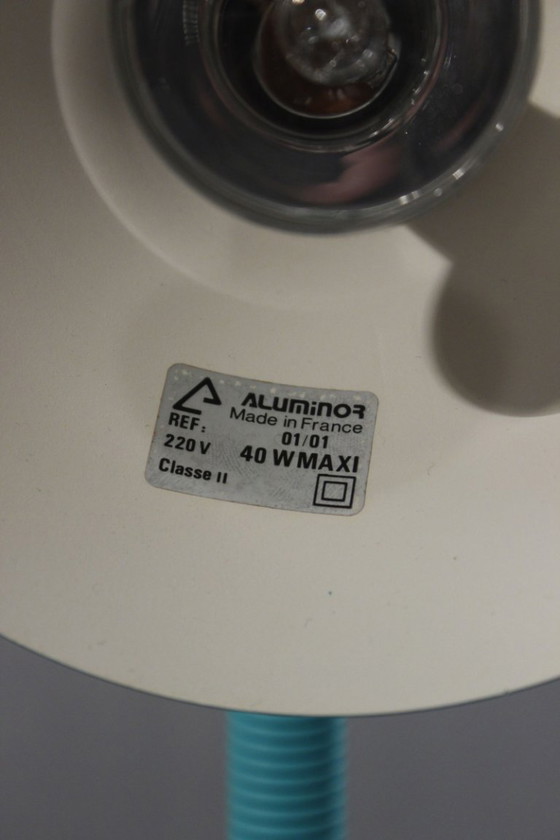 ALUMINOR
Made in France
REF: 01/01
220 V 40 W MAXI
Classe II